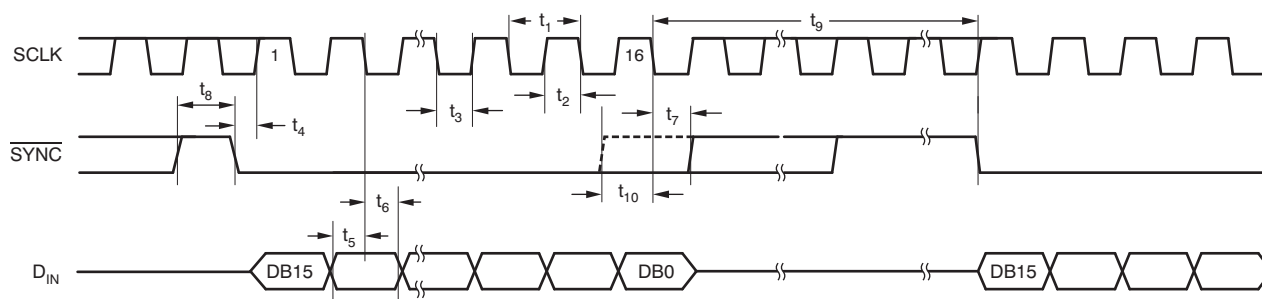 t1 t9
SCLK 1 16
t8 t4 t3 t2 t7
SYNC
t6 t10
t5
DIN DB15 DB0 DB15